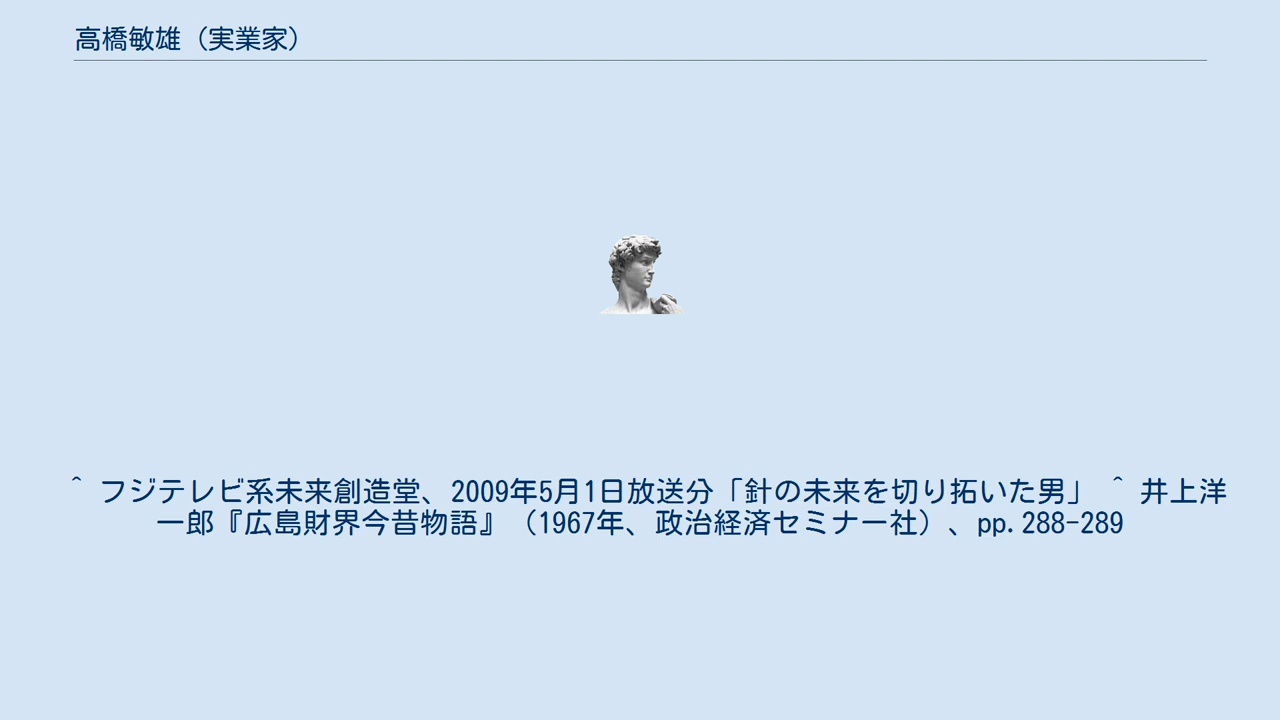 高橋敏雄（実業家）
^ フジテレビ系未来創造堂、2009年5月1日放送分「針の未来を切り拓いた男」 ^ 井上洋
一郎『広島財界今昔物語』（1967年、政治経済セミナー社）、pp.288-289